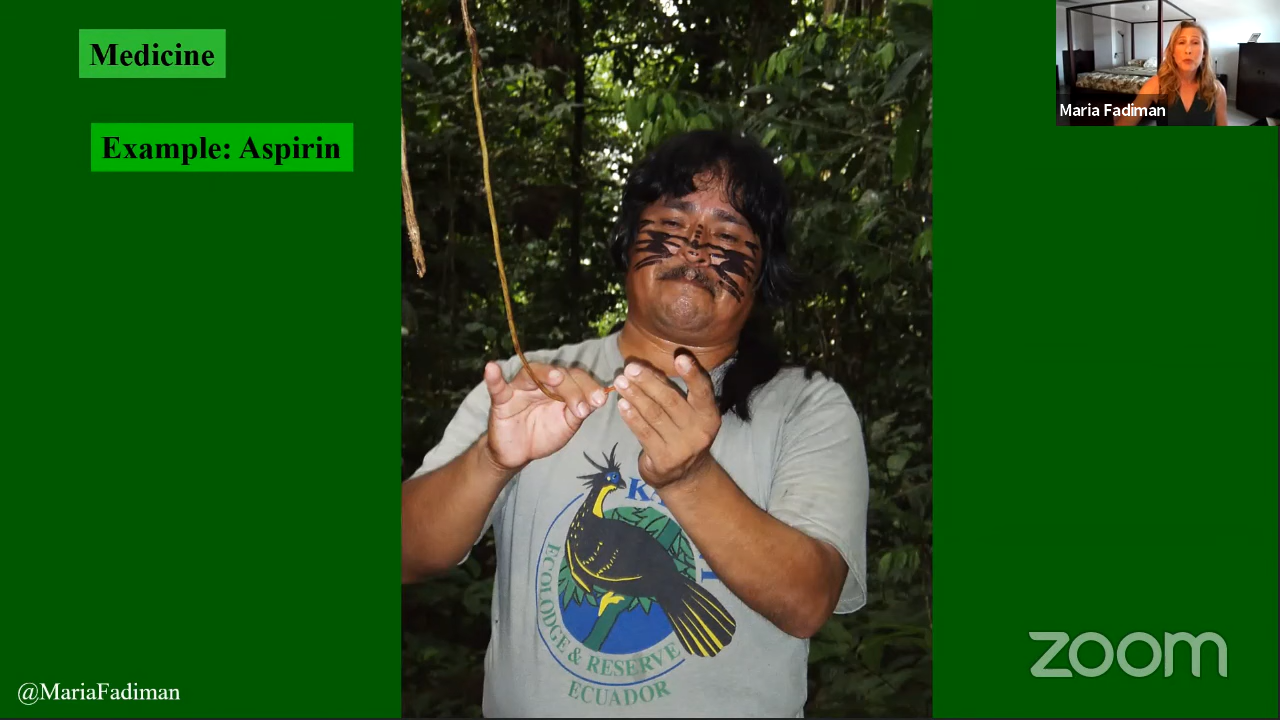 Medicine
Example: Aspirin
Maria Fadiman
ECOLODGE & RESERVE
ECUADOR
zoom
@MariaFadiman